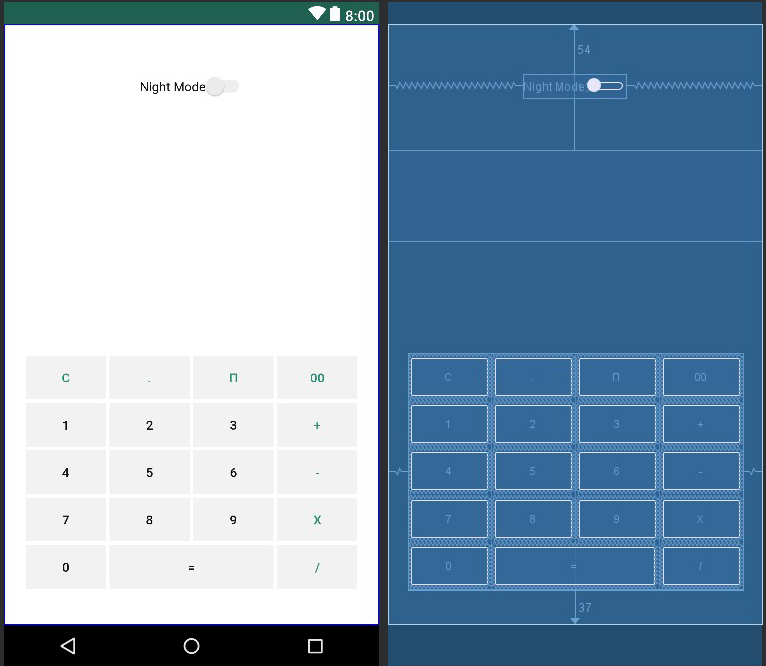 8:00
Night Mode
C . П 00
1 2 3 +
4 5 6 -
7 8 9 X
0 = /
54
Night Mode
C . П 00
1 2 3 +
4 5 6 -
7 8 9 X
0 = /
37